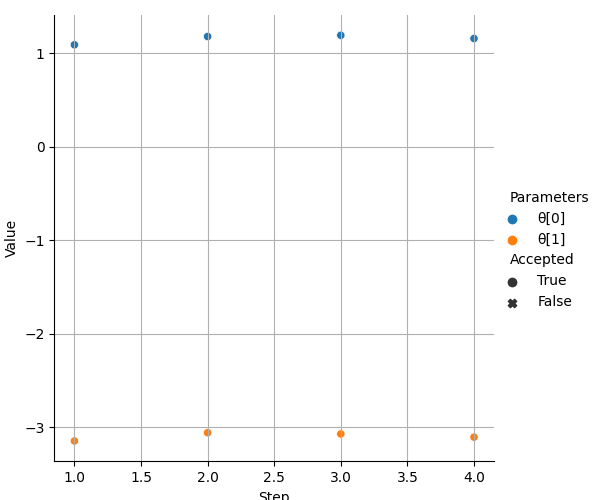 1
0
−1
−2
−3
Value
1.0
1.5
2.0
2.5
3.0
3.5
4.0
Step
Parameters
θ[0]
θ[1]
Accepted
True
False